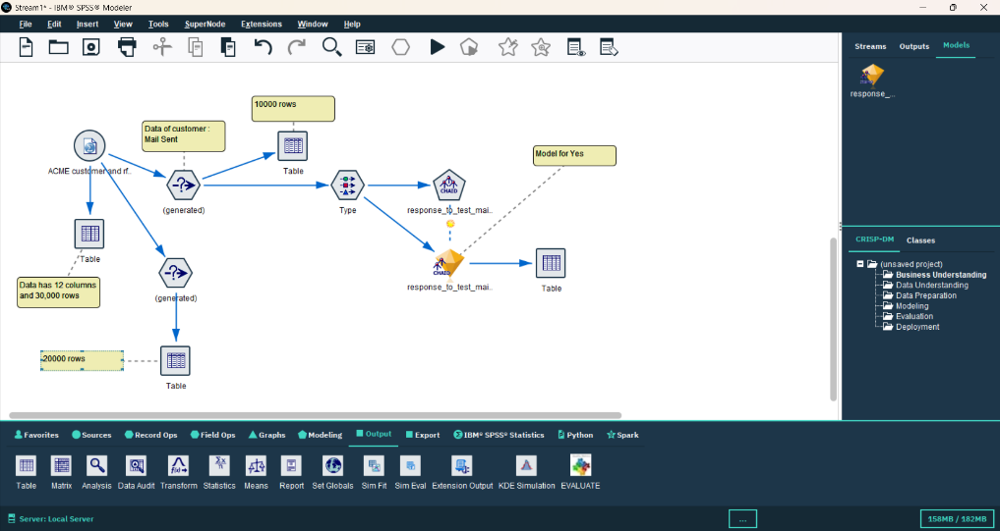 Stream1* - IBM® SPSS® Modeler
File Edit Insert View Tools SuperNode Extensions Window Help
Streams Outputs Models
response_...
10000 rows
Data of customer :
Mail Sent
Table
ACME customer and rf..
(generated)
Type
CHAID
response_to_test_mai..
Model for Yes
Table
Data has 12 columns
and 30,000 rows
(generated)
CHAID
response_to_test_mai..
Table
20000 rows
Table
CRISP-DM Classes
(unsaved project)
Business Understanding
Data Understanding
Data Preparation
Modeling
Evaluation
Deployment
Favorites Sources Record Ops Field Ops Graphs Modeling Output Export IBM® SPSS® Statistics Python Spark
Table Matrix Analysis Data Audit Transform Statistics Means Report Set Globals Sim Fit Sim Eval Extension Output KDE Simulation EVALUATE
Server: Local Server
...
158MB / 182MB